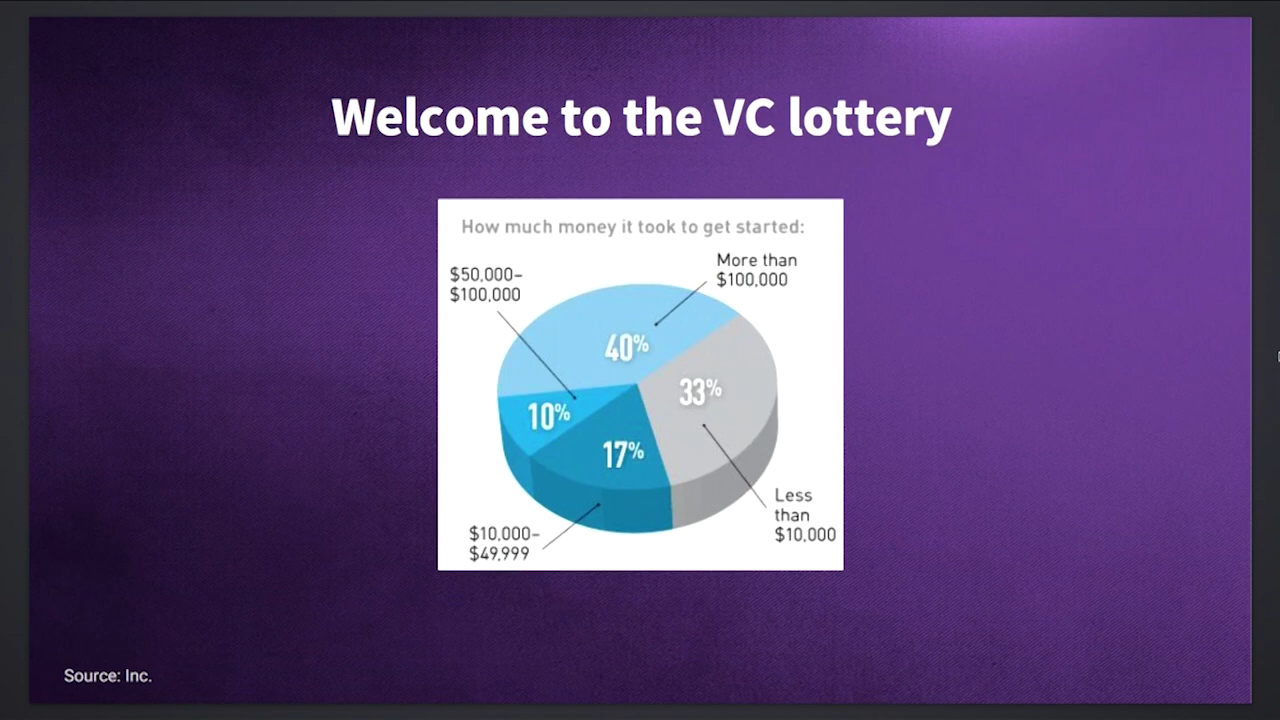 Welcome to the VC lottery
How much money it took to get started:
$50,000–
$100,000
More than
$100,000
40%
33%
10%
17%
Less
than
$10,000
$10,000–
$49,999
Source: Inc.